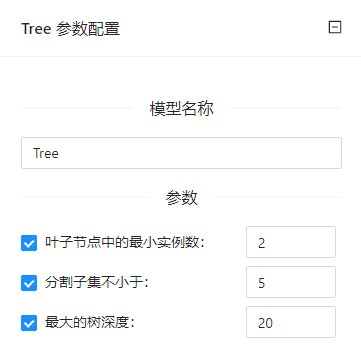 Tree 参数配置
模型名称
Tree
参数
叶子节点中的最小实例数: 2
分割子集不小于: 5
最大的树深度: 20